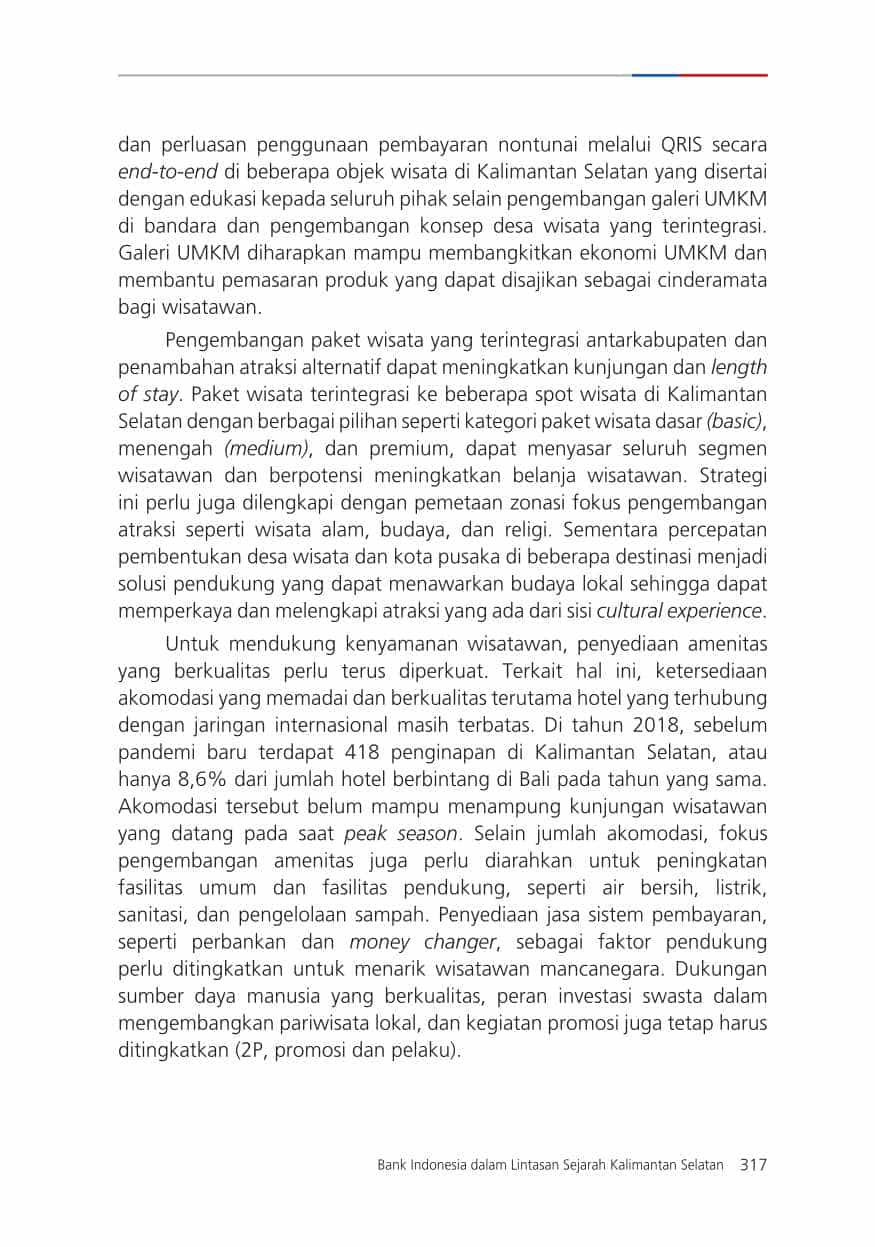 dan perluasan penggunaan pembayaran nontunai melalui QRIS secara
end-to-end di beberapa objek wisata di Kalimantan Selatan yang disertai
dengan edukasi kepada seluruh pihak selain pengembangan galeri UMKM
di bandara dan pengembangan konsep desa wisata yang terintegrasi.
Galeri UMKM diharapkan mampu membangkitkan ekonomi UMKM dan
membantu pemasaran produk yang dapat disajikan sebagai cinderamata
bagi wisatawan.
Pengembangan paket wisata yang terintegrasi antarkabupaten dan
penambahan atraksi alternatif dapat meningkatkan kunjungan dan length
of stay. Paket wisata terintegrasi ke beberapa spot wisata di Kalimantan
Selatan dengan berbagai pilihan seperti kategori paket wisata dasar (basic),
menengah (medium), dan premium, dapat menyasar seluruh segmen
wisatawan dan berpotensi meningkatkan belanja wisatawan. Strategi
ini perlu juga dilengkapi dengan pemetaan zonasi fokus pengembangan
atraksi seperti wisata alam, budaya, dan religi. Sementara percepatan
pembentukan desa wisata dan kota pusaka di beberapa destinasi menjadi
solusi pendukung yang dapat menawarkan budaya lokal sehingga dapat
memperkaya dan melengkapi atraksi yang ada dari sisi cultural experience.
Untuk mendukung kenyamanan wisatawan, penyediaan amenitas
yang berkualitas perlu terus diperkuat. Terkait hal ini, ketersediaan
akomodasi yang memadai dan berkualitas terutama hotel yang terhubung
dengan jaringan internasional masih terbatas. Di tahun 2018, sebelum
pandemi baru terdapat 418 penginapan di Kalimantan Selatan, atau
hanya 8,6% dari jumlah hotel berbintang di Bali pada tahun yang sama.
Akomodasi tersebut belum mampu menampung kunjungan wisatawan
yang datang pada saat peak season. Selain jumlah akomodasi, fokus
pengembangan amenitas juga perlu diarahkan untuk peningkatan
fasilitas umum dan fasilitas pendukung, seperti air bersih, listrik,
sanitasi, dan pengelolaan sampah. Penyediaan jasa sistem pembayaran,
seperti perbankan dan money changer, sebagai faktor pendukung
perlu ditingkatkan untuk menarik wisatawan mancanegara. Dukungan
sumber daya manusia yang berkualitas, peran investasi swasta dalam
mengembangkan pariwisata lokal, dan kegiatan promosi juga tetap harus
ditingkatkan (2P, promosi dan pelaku).
Bank Indonesia dalam Lintasan Sejarah Kalimantan Selatan 317